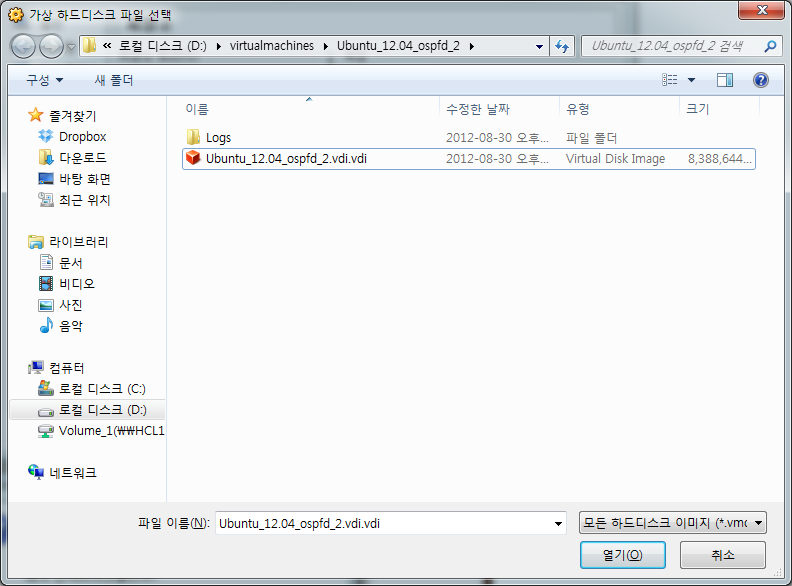 가상 하드디스크 파일 선택
« 로컬 디스크 (D:) ▸ virtualmachines ▸ Ubuntu_12.04_ospfd_2 ▸
Ubuntu_12.04_ospfd_2 검색
구성 ▾ 새 폴더
이름 수정한 날짜 유형 크기
Logs 2012-08-30 오후... 파일 폴더
Ubuntu_12.04_ospfd_2.vdi.vdi 2012-08-30 오후... Virtual Disk Image 8,388,644...
즐겨찾기
Dropbox
다운로드
바탕 화면
최근 위치
라이브러리
문서
비디오
사진
음악
컴퓨터
로컬 디스크 (C:)
로컬 디스크 (D:)
Volume_1(₩₩HCL1
네트워크
파일 이름(N): Ubuntu_12.04_ospfd_2.vdi.vdi
모든 하드디스크 이미지 (*.vmd
열기(O) 취소